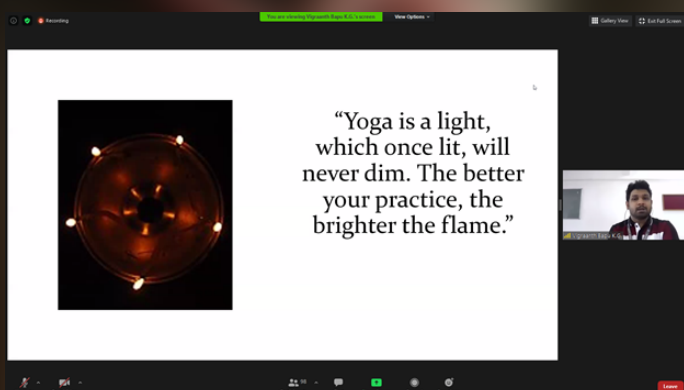 Recording
You are viewing Vignaanth Bapu K.G.'s screen
View Options
Gallery View
Exit Full Screen
“Yoga is a light,
which once lit, will
never dim. The better
your practice, the
brighter the flame.”
Leave